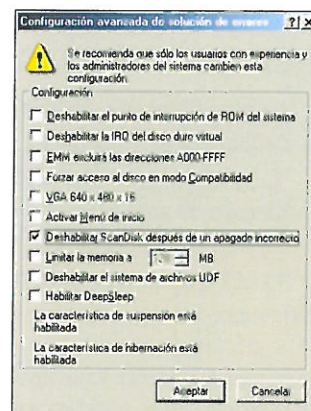 Configuración avanzada de solución de errores
Se recomienda que sólo los usuarios con experiencia y
los administradores del sistema cambien esta
configuración.
Configuración
Deshabilitar el punto de interrupción de ROM del sistema
Deshabilitar la IRQ del disco duro virtual
EMM excluirá las direcciones A000-FFFF
Forzar acceso al disco en modo Compatibilidad
VGA 640 x 480 x 16
Activar Menú de inicio
Deshabilitar ScanDisk después de un apagado incorrecto
Limitar la memoria a MB
Deshabilitar el sistema de archivos UDF
Habilitar DeepSleep
La característica de suspensión está
habilitada
La característica de hibernación está
habilitada
Aceptar Cancelar